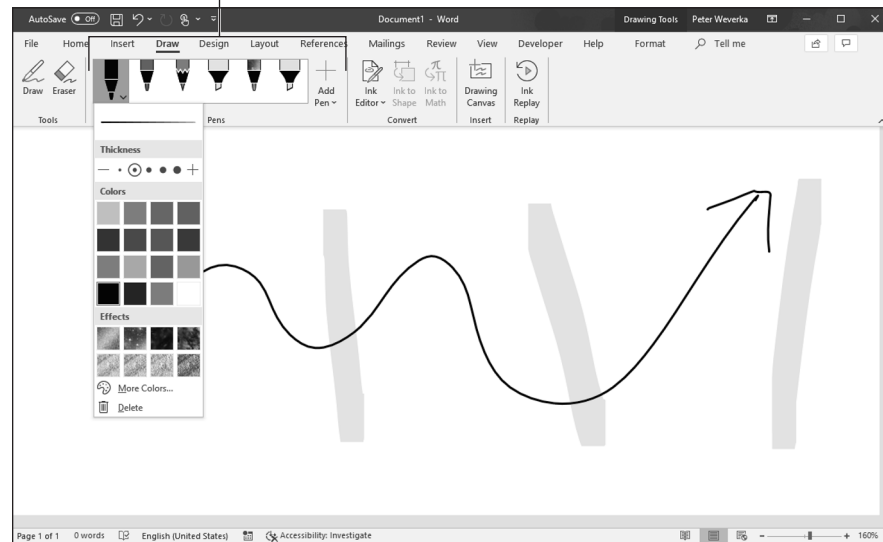 AutoSave Off Document1 - Word Drawing Tools Peter Weverka
File Home Insert Draw Design Layout References Mailings Review View Developer Help Format Tell me
Draw Eraser Add Pen Ink Editor Ink to Shape Ink to Math Drawing Canvas Ink Replay
Tools Pens Convert Insert Replay
Thickness
Colors
Effects
More Colors...
Delete
Page 1 of 1 0 words English (United States) Accessibility: Investigate 160%